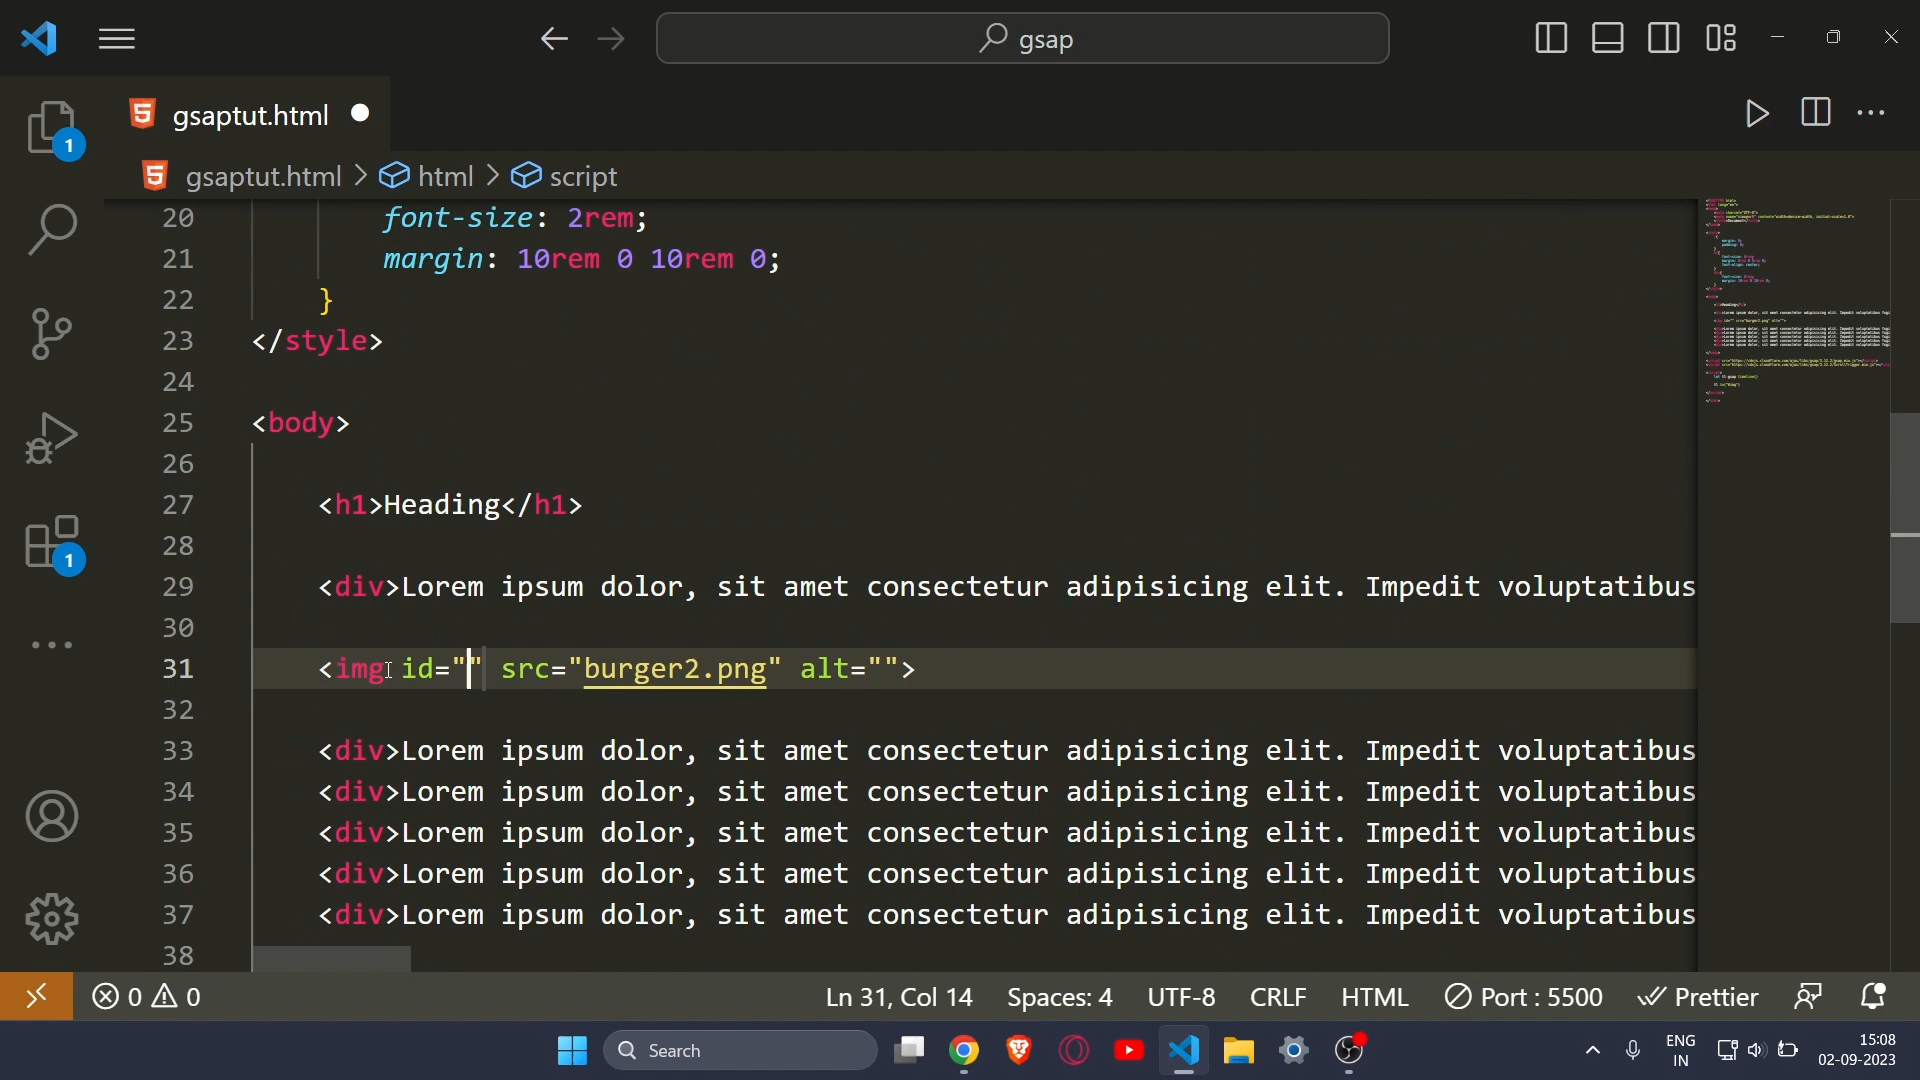 gsap
gsaptut.html
gsaptut.html > html > script
1
20 font-size: 2rem;
21 margin: 10rem 0 10rem 0;
22 }
23 </style>
24
25 <body>
26
27 <h1>Heading</h1>
28
29 <div>Lorem ipsum dolor, sit amet consectetur adipisicing elit. Impedit voluptatibus
30
31 <img id="" src="burger2.png" alt="">
32
33 <div>Lorem ipsum dolor, sit amet consectetur adipisicing elit. Impedit voluptatibus
34 <div>Lorem ipsum dolor, sit amet consectetur adipisicing elit. Impedit voluptatibus
35 <div>Lorem ipsum dolor, sit amet consectetur adipisicing elit. Impedit voluptatibus
36 <div>Lorem ipsum dolor, sit amet consectetur adipisicing elit. Impedit voluptatibus
37 <div>Lorem ipsum dolor, sit amet consectetur adipisicing elit. Impedit voluptatibus
38
1
0 0 Ln 31, Col 14 Spaces: 4 UTF-8 CRLF HTML Port : 5500 Prettier
Search ENG 15:08
IN 02-09-2023